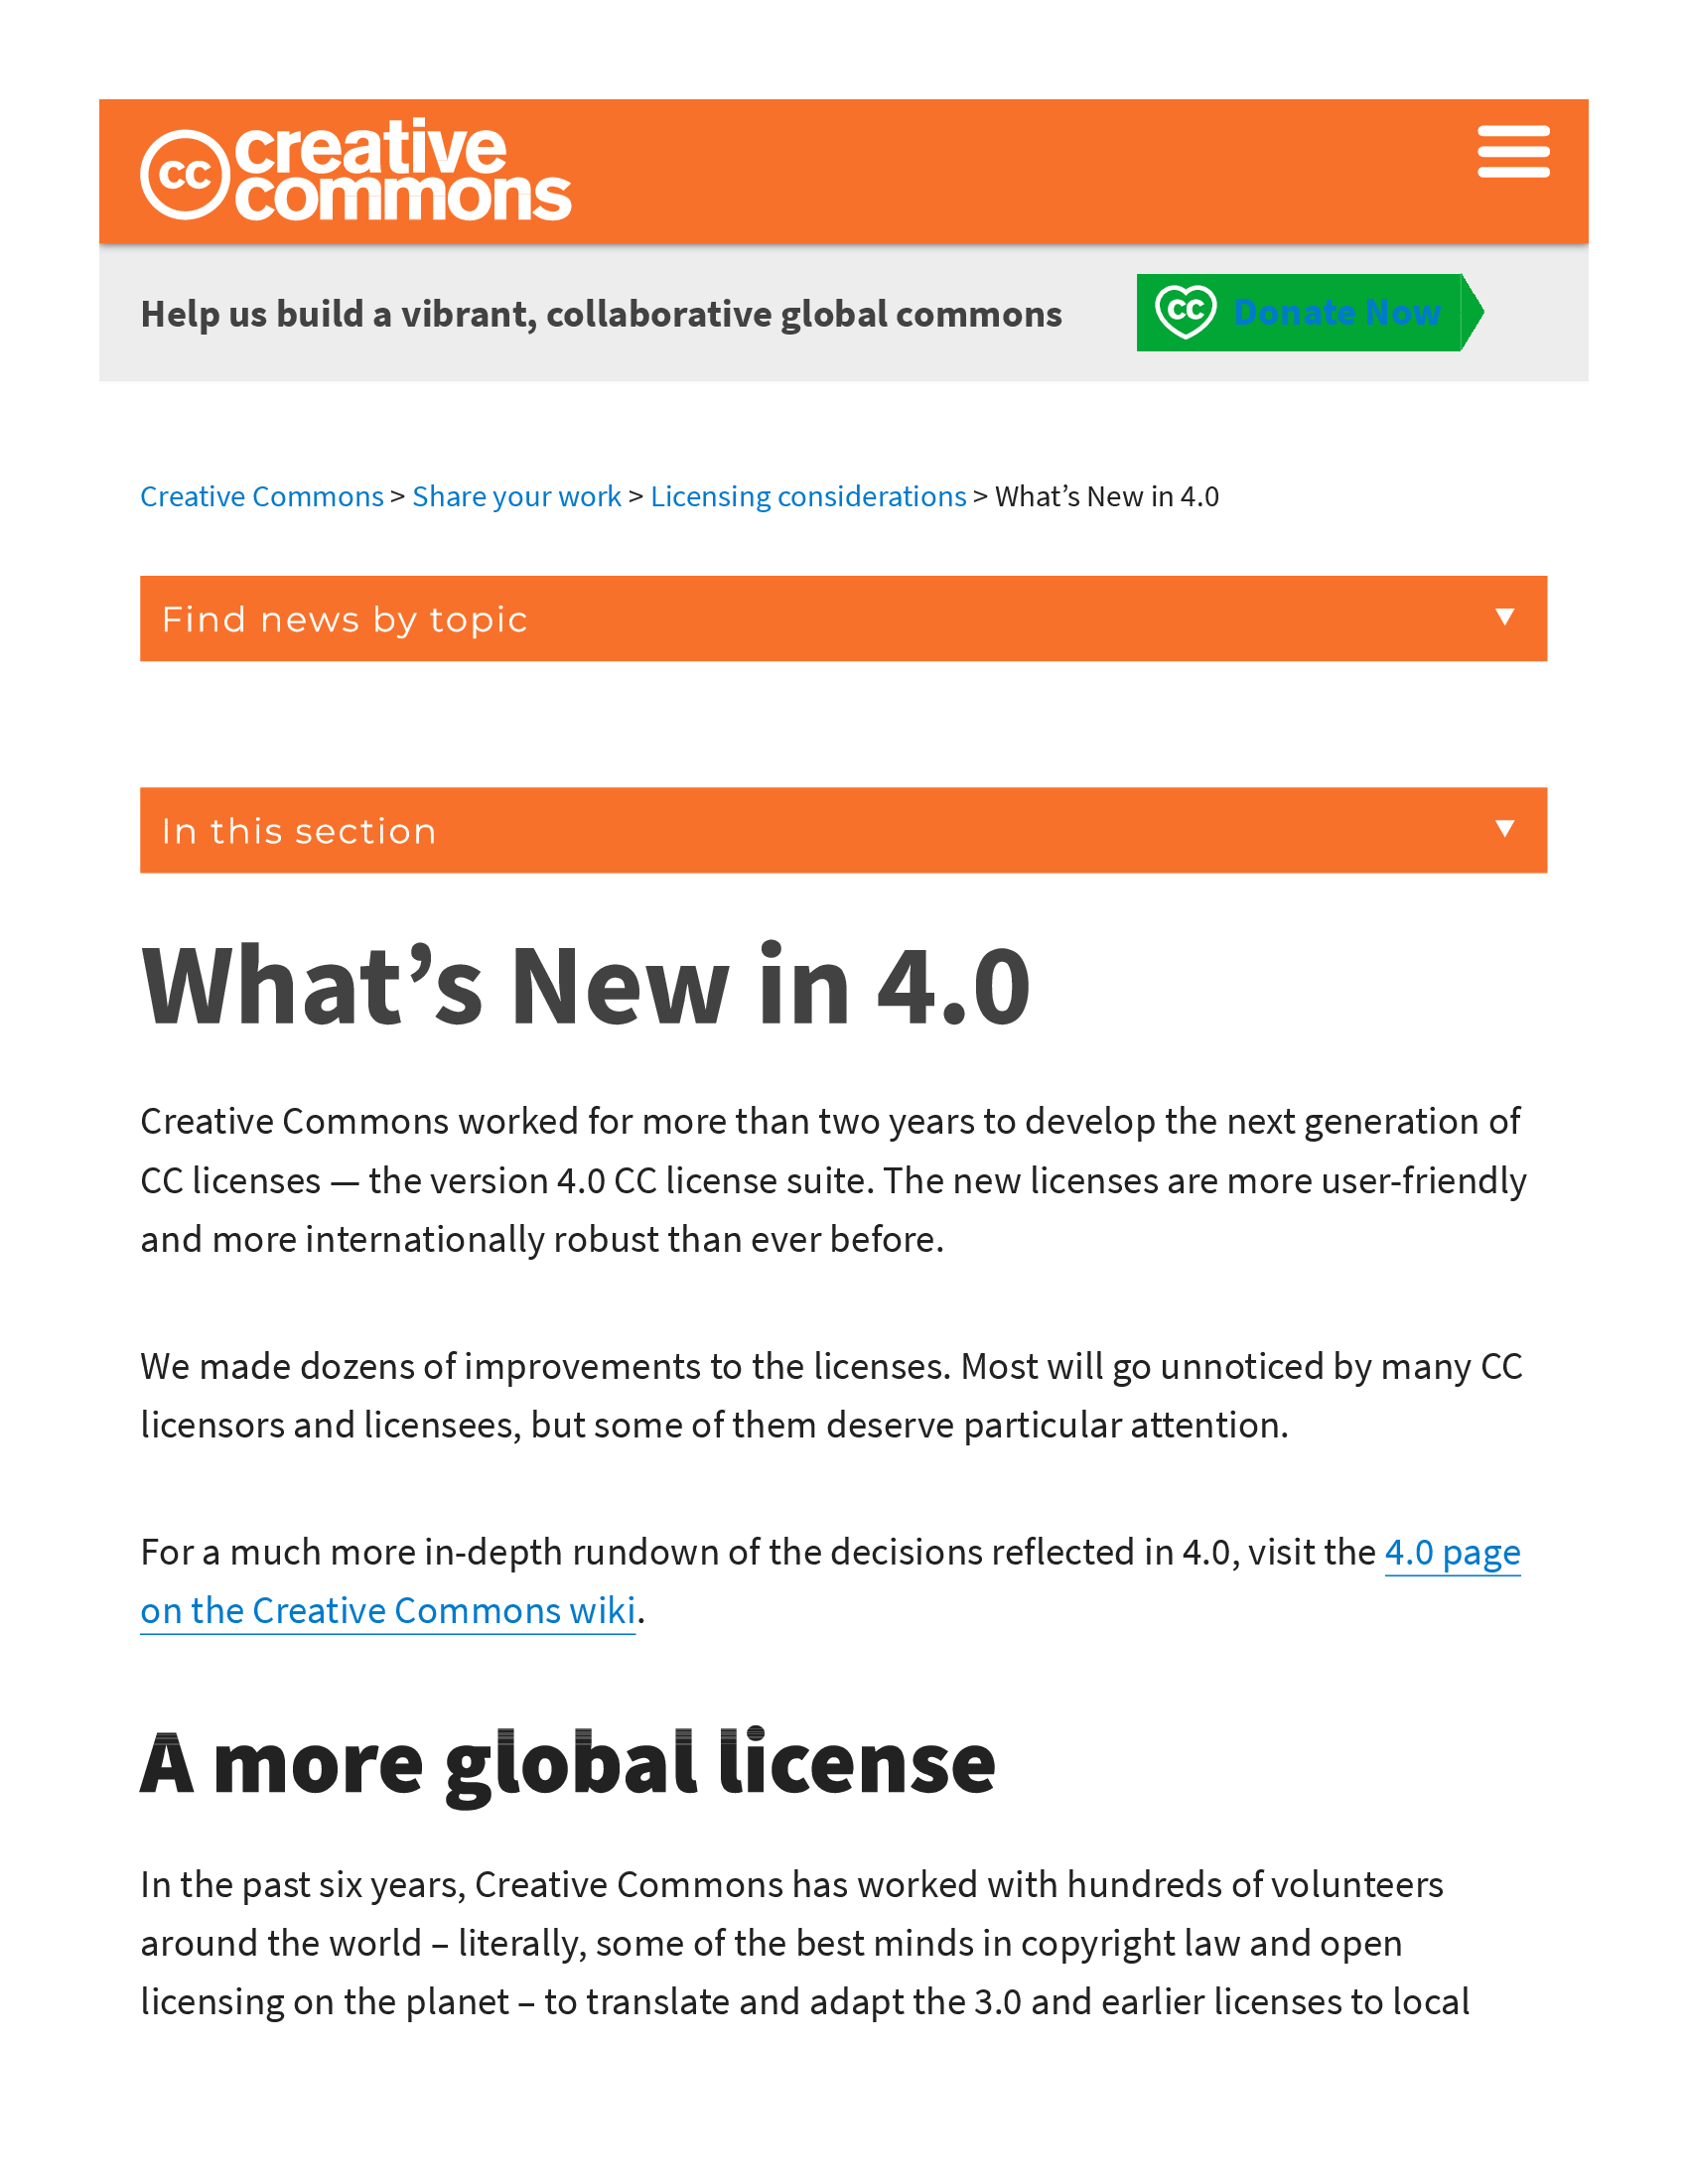 cc creative
commons
Help us build a vibrant, collaborative global commons
cc Donate Now
Creative Commons > Share your work > Licensing considerations > What’s New in 4.0
Find news by topic
In this section
What’s New in 4.0
Creative Commons worked for more than two years to develop the next generation of
CC licenses — the version 4.0 CC license suite. The new licenses are more user-friendly
and more internationally robust than ever before.
We made dozens of improvements to the licenses. Most will go unnoticed by many CC
licensors and licensees, but some of them deserve particular attention.
For a much more in-depth rundown of the decisions reflected in 4.0, visit the 4.0 page
on the Creative Commons wiki.
A more global license
In the past six years, Creative Commons has worked with hundreds of volunteers
around the world – literally, some of the best minds in copyright law and open
licensing on the planet – to translate and adapt the 3.0 and earlier licenses to local